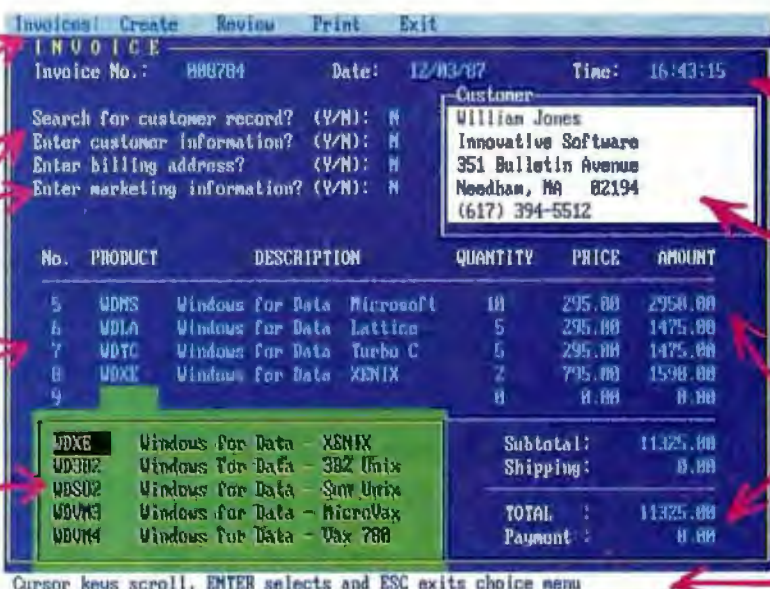 Invoices! Create Review Print Exit
INVOICE
Invoice No.: 000784 Date: 12/03/87 Time: 16:43:15
Customer
William Jones
Innovative Software
351 Bulletin Avenue
Needham, MA 02194
(617) 394-5512
Search for customer record? (Y/N): N
Enter customer information? (Y/N): N
Enter billing address? (Y/N): N
Enter marketing information? (Y/N): N
No. PRODUCT DESCRIPTION QUANTITY PRICE AMOUNT
5 WDMS Windows for Data Microsoft 10 295.00 2950.00
6 WDLA Windows for Data Lattice 5 295.00 1475.00
7 WDTC Windows for Data Turbo C 5 295.00 1475.00
8 WDXE Windows for Data XENIX 2 795.00 1590.00
9 0 0.00 0.00
WDXE Windows for Data - XENIX
WD3B2 Windows for Data - 3B2 Unix
WDSO2 Windows for Data - Sun Unix
WDVM3 Windows for Data - MicroVax
WDVM4 Windows for Data - Vax 780
Subtotal: 11325.00
Shipping: 0.00
TOTAL : 11325.00
Payment : 0.00
Cursor keys scroll, ENTER selects and ESC exits choice menu